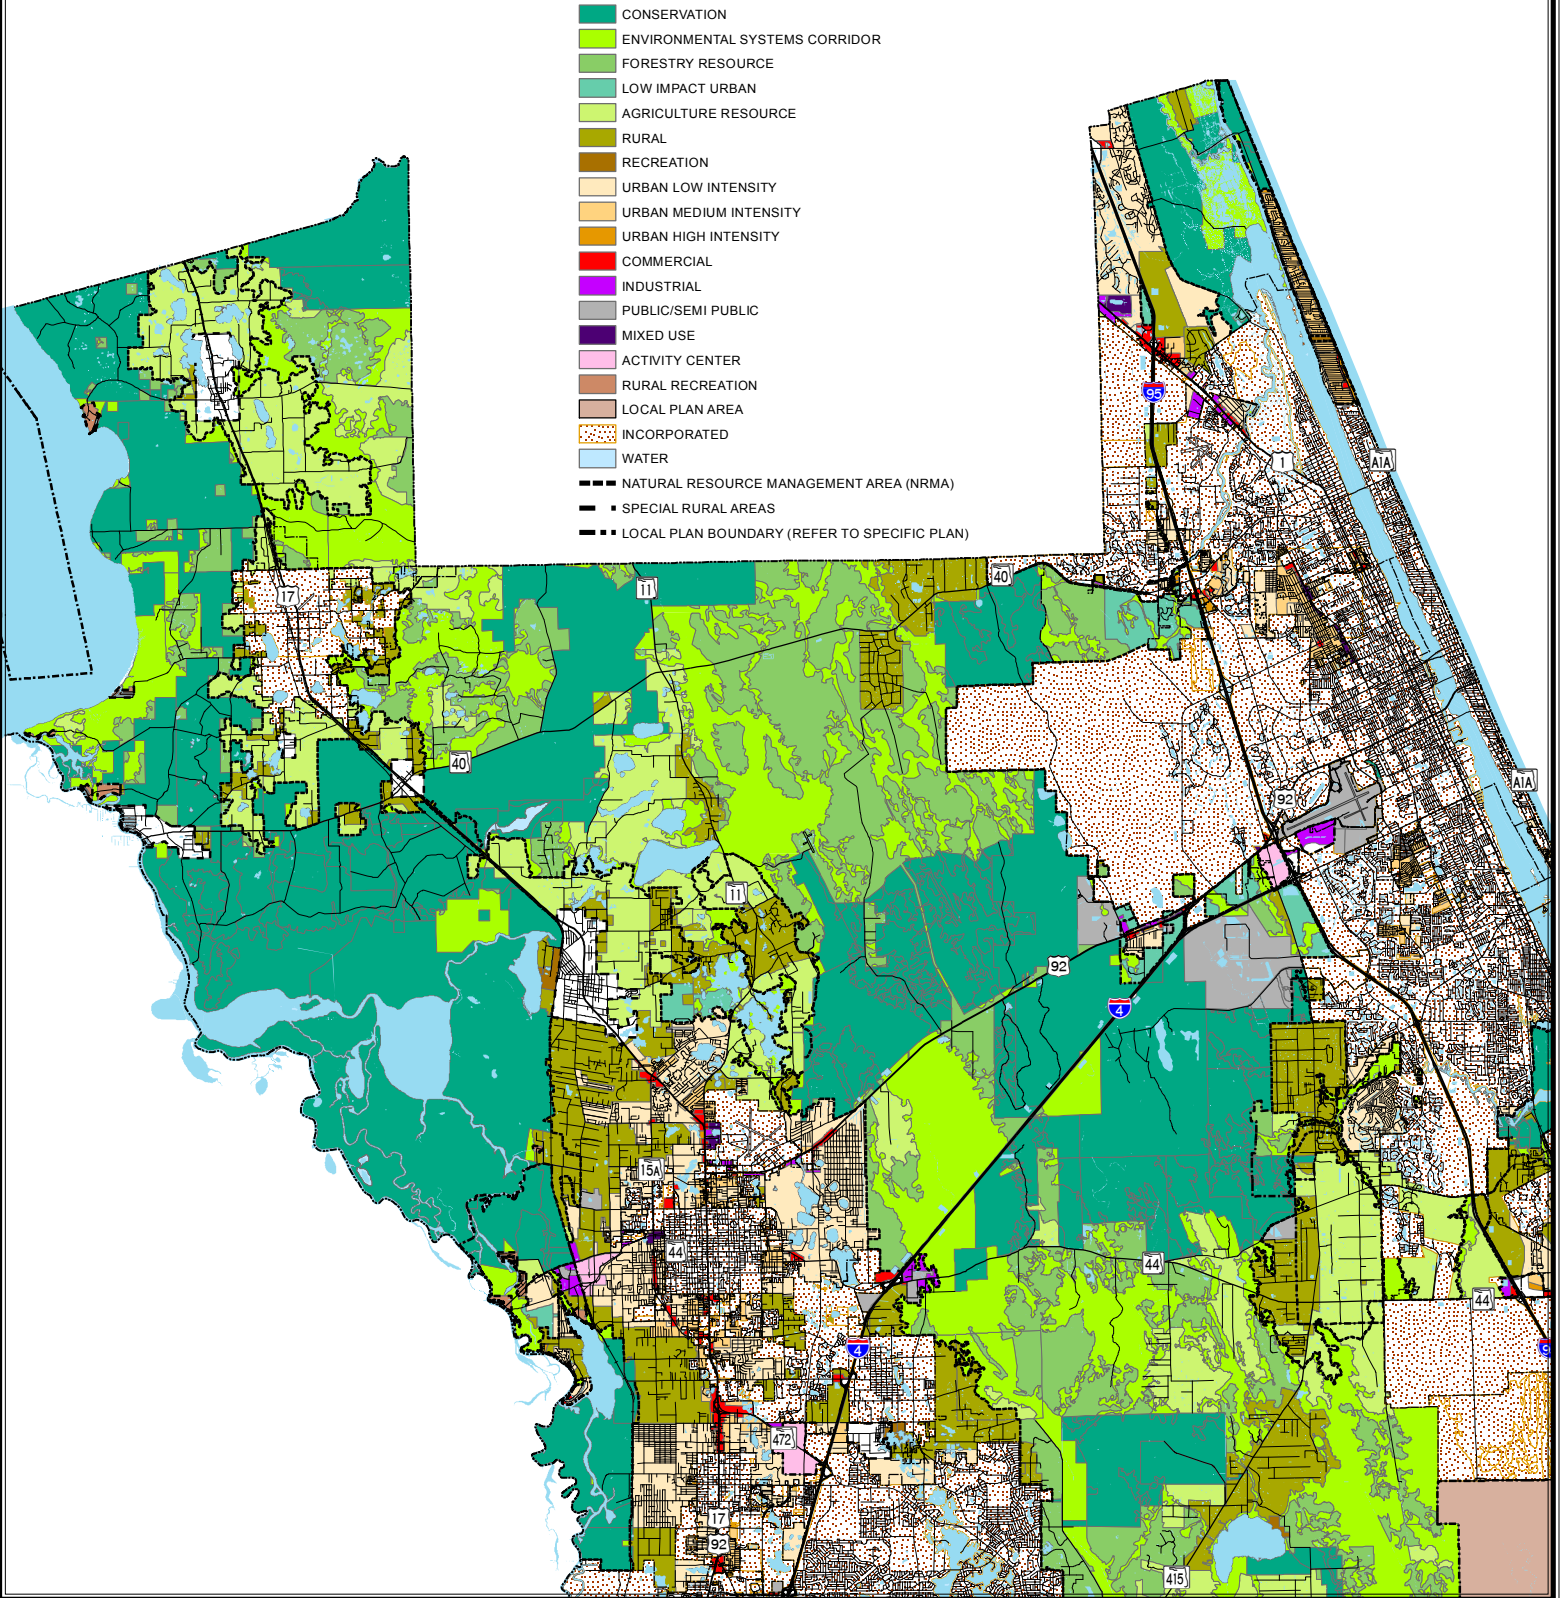 CONSERVATION
ENVIRONMENTAL SYSTEMS CORRIDOR
FORESTRY RESOURCE
LOW IMPACT URBAN
AGRICULTURE RESOURCE
RURAL
RECREATION
URBAN LOW INTENSITY
URBAN MEDIUM INTENSITY
URBAN HIGH INTENSITY
COMMERCIAL
INDUSTRIAL
PUBLIC/SEMI PUBLIC
MIXED USE
ACTIVITY CENTER
RURAL RECREATION
LOCAL PLAN AREA
INCORPORATED
WATER
NATURAL RESOURCE MANAGEMENT AREA (NRMA)
SPECIAL RURAL AREAS
LOCAL PLAN BOUNDARY (REFER TO SPECIFIC PLAN)
95
1
A1A
40
11
17
40
A1A
92
11
92
4
15A
44
44
44
4
9
472
17
92
415